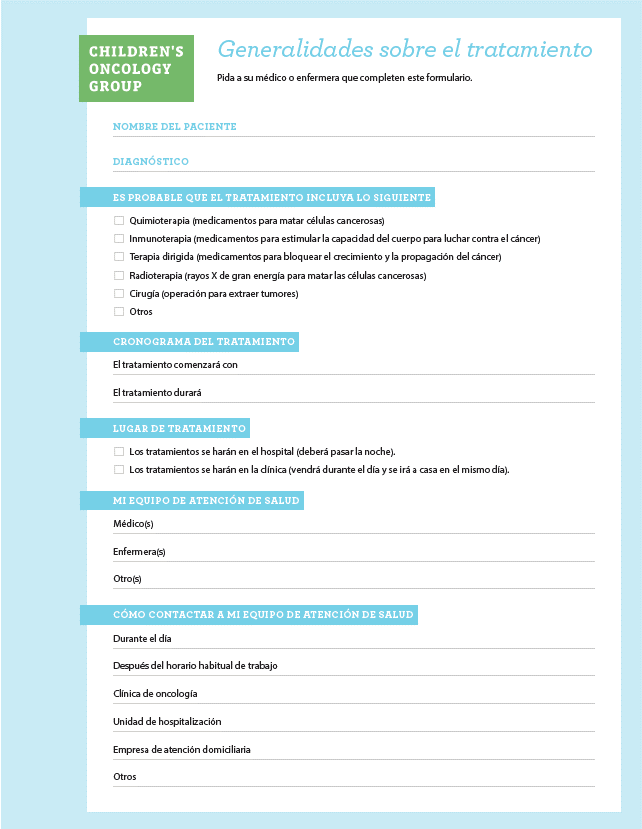 CHILDREN'S
ONCOLOGY
GROUP
Generalidades sobre el tratamiento
Pida a su médico o enfermera que completen este formulario.
NOMBRE DEL PACIENTE
DIAGNÓSTICO
ES PROBABLE QUE EL TRATAMIENTO INCLUYA LO SIGUIENTE
Quimioterapia (medicamentos para matar células cancerosas)
Inmunoterapia (medicamentos para estimular la capacidad del cuerpo para luchar contra el cáncer)
Terapia dirigida (medicamentos para bloquear el crecimiento y la propagación del cáncer)
Radioterapia (rayos X de gran energía para matar las células cancerosas)
Cirugía (operación para extraer tumores)
Otros
CRONOGRAMA DEL TRATAMIENTO
El tratamiento comenzará con
El tratamiento durará
LUGAR DE TRATAMIENTO
Los tratamientos se harán en el hospital (deberá pasar la noche).
Los tratamientos se harán en la clínica (vendrá durante el día y se irá a casa en el mismo día).
MI EQUIPO DE ATENCIÓN DE SALUD
Médico(s)
Enfermera(s)
Otro(s)
CÓMO CONTACTAR A MI EQUIPO DE ATENCIÓN DE SALUD
Durante el día
Después del horario habitual de trabajo
Clínica de oncología
Unidad de hospitalización
Empresa de atención domiciliaria
Otros